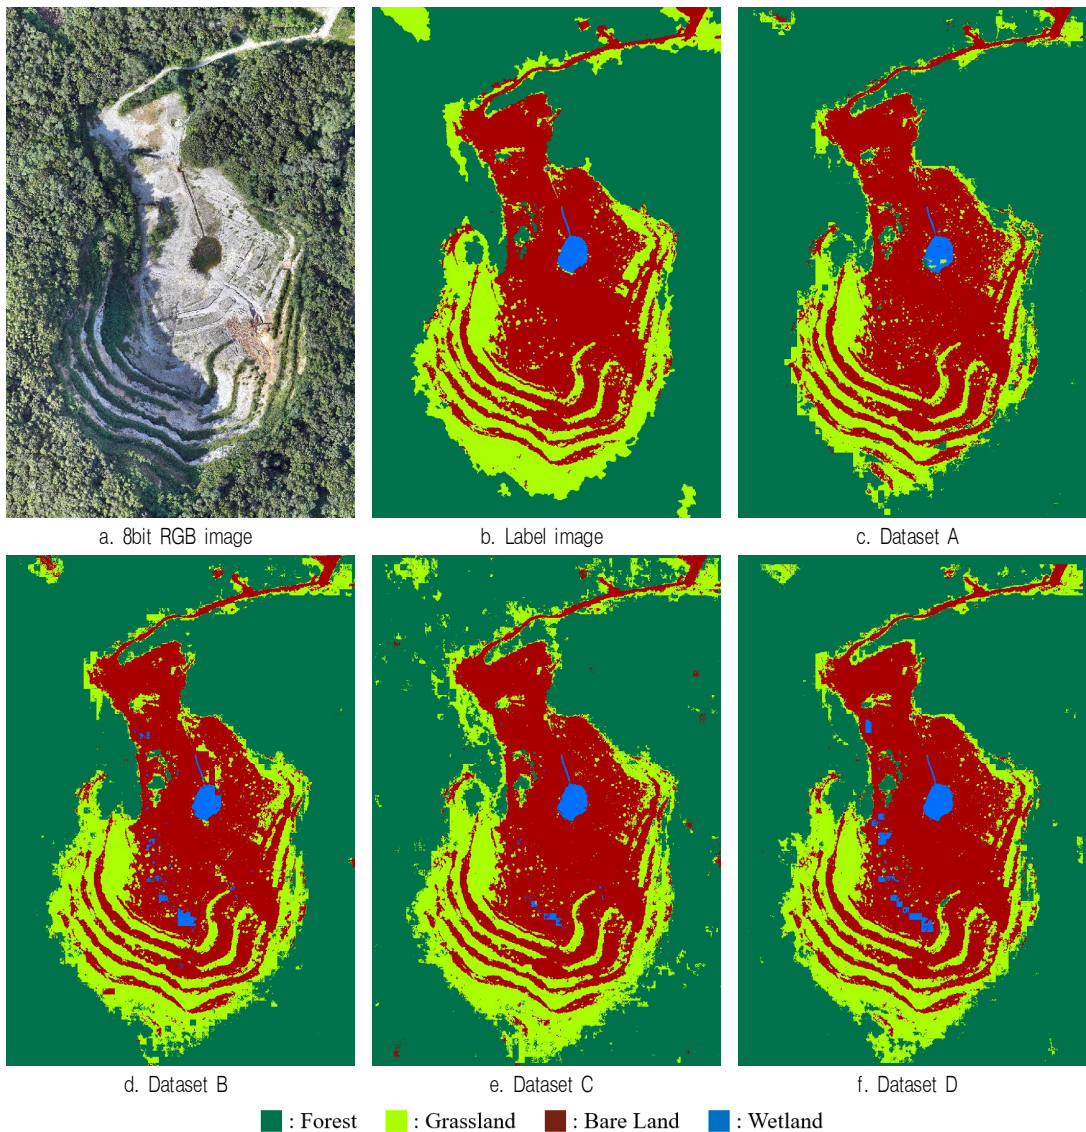 a. 8bit RGB image
b. Label image
c. Dataset A
d. Dataset B
e. Dataset C
f. Dataset D
: Forest : Grassland : Bare Land : Wetland